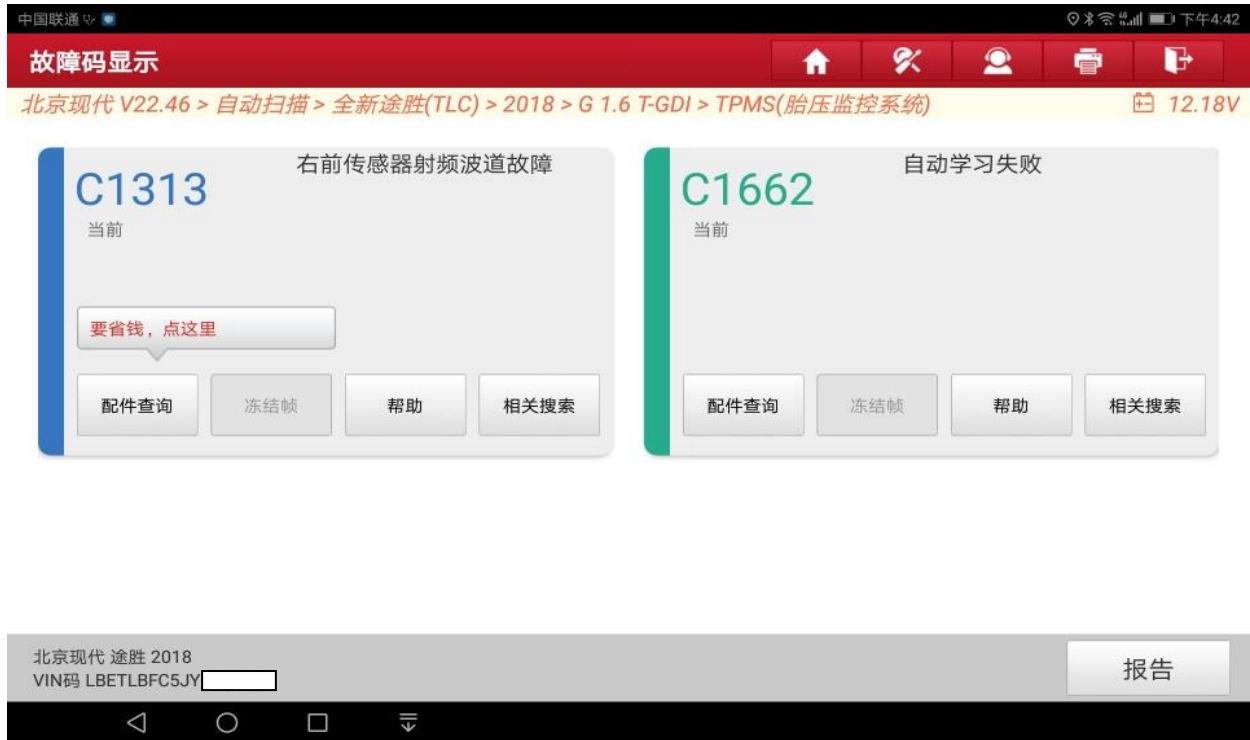 中国联通
下午4:42
故障码显示
北京现代 V22.46 > 自动扫描 > 全新途胜(TLC) > 2018 > G 1.6 T-GDI > TPMS(胎压监控系统)
12.18V
C1313
右前传感器射频波道故障
当前
要省钱，点这里
配件查询
冻结帧
帮助
相关搜索
C1662
自动学习失败
当前
配件查询
冻结帧
帮助
相关搜索
北京现代 途胜 2018
VIN码 LBETLBFC5JY
报告